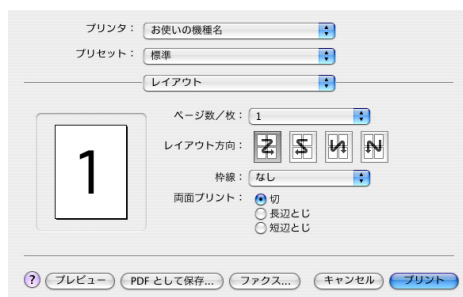 プリンタ： お使いの機種名
プリセット： 標準
レイアウト
ページ数／枚： 1
レイアウト方向：
1
枠線： なし
両面プリント： 切
長辺とじ
短辺とじ
? プレビュー PDF として保存... ファクス... キャンセル プリント